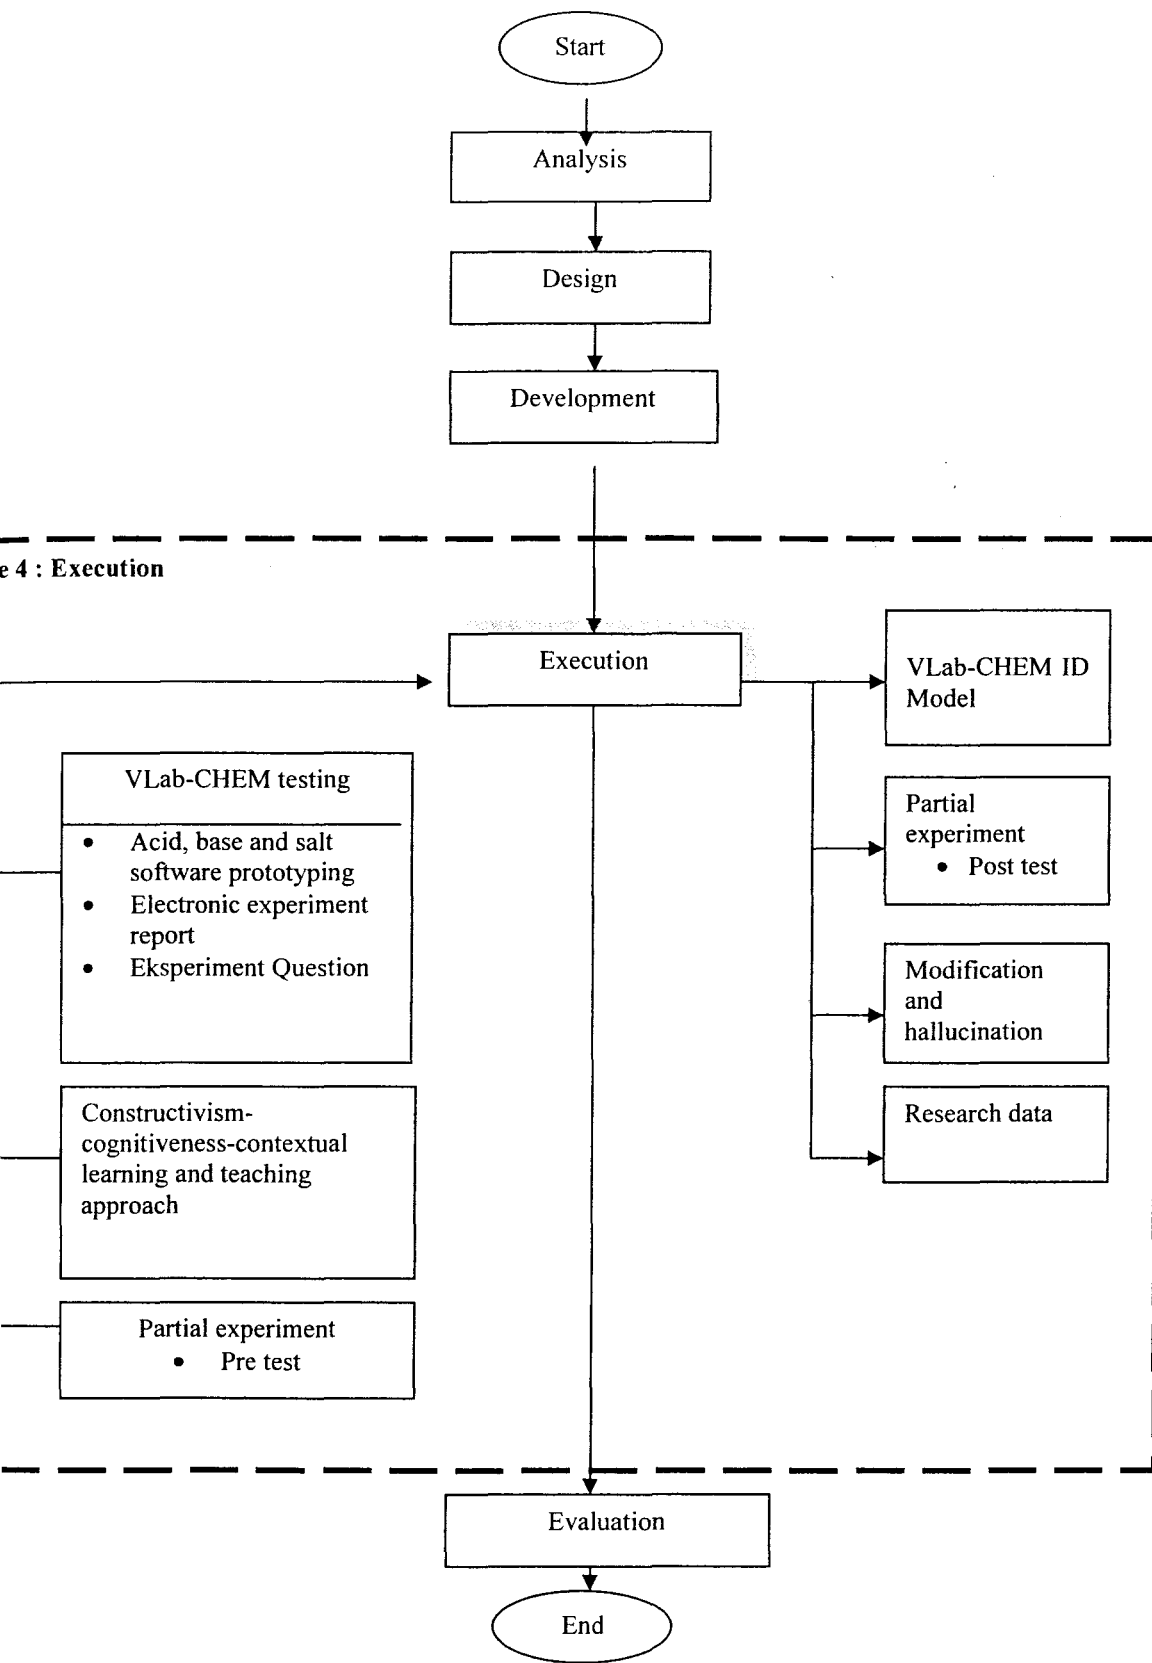 Start
Analysis
Design
Development
e 4 : Execution
Execution
VLab-CHEM testing
• Acid, base and salt
software prototyping
• Electronic experiment
report
• Eksperiment Question
Constructivism-
cognitiveness-contextual
learning and teaching
approach
Partial experiment
• Pre test
VLab-CHEM ID
Model
Partial
experiment
• Post test
Modification
and
hallucination
Research data
Evaluation
End